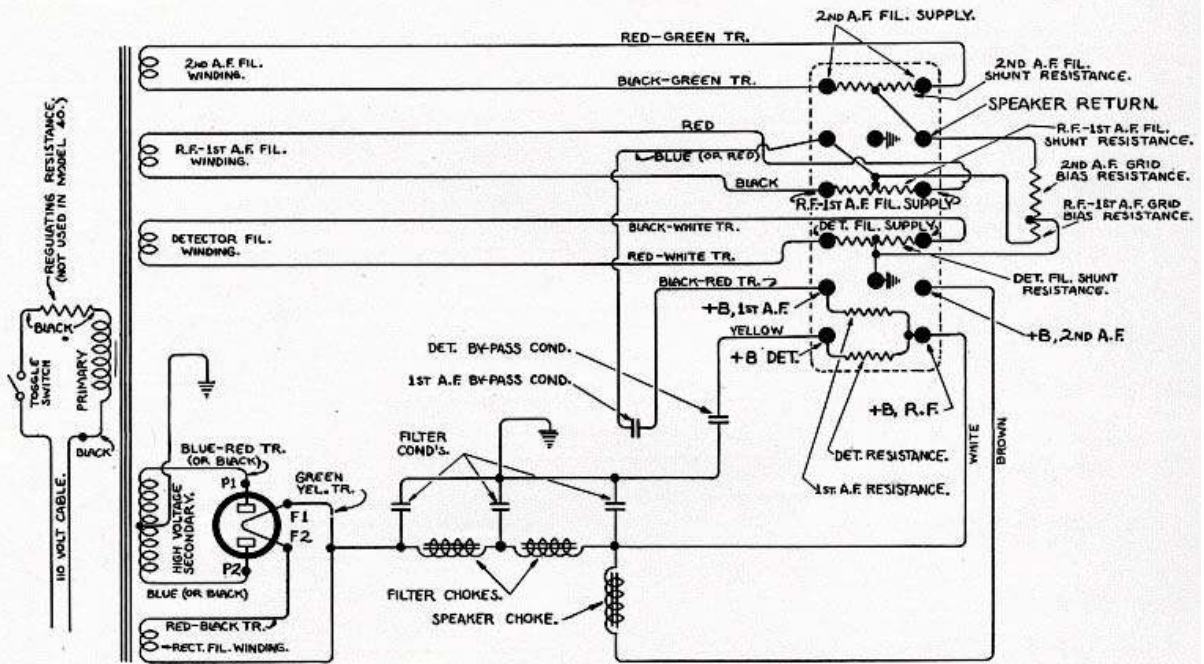 2ND A.F. FIL. SUPPLY.
RED-GREEN TR.
2ND A.F. FIL.
WINDING.
2ND A.F. FIL.
SHUNT RESISTANCE.
BLACK-GREEN TR.
SPEAKER RETURN.
RED
R.F.-1ST A.F. FIL.
SHUNT RESISTANCE.
R.F.-1ST A.F. FIL.
WINDING.
BLUE (OR RED)
2ND A.F. GRID
BIAS RESISTANCE.
BLACK
R.F.-1ST A.F. FIL. SUPPLY
R.F.-1ST A.F. GRID
BIAS RESISTANCE.
REGULATING RESISTANCE,
(NOT USED IN MODEL 40.)
DETECTOR FIL.
WINDING.
BLACK-WHITE TR.
(DET. FIL. SUPPLY)
RED-WHITE TR.
DET. FIL. SHUNT
RESISTANCE.
BLACK-RED TR.
+B, 1ST A.F.
BLACK
YELLOW
+B, 2ND A.F.
DET. BY-PASS COND.
+B DET.
TOGGLE
SWITCH
PRIMARY
1ST A.F. BY-PASS COND.
+B, R.F.
BLACK
BLUE-RED TR.
(OR BLACK)
FILTER
COND'S.
WHITE
BROWN
DET. RESISTANCE.
P1
GREEN
YEL. TR.
1ST A.F. RESISTANCE.
HIGH VOLTAGE
SECONDARY.
F1
F2
110 VOLT CABLE.
P2
BLUE (OR BLACK)
FILTER CHOKES.
SPEAKER CHOKE.
RED-BLACK TR.
RECT. FIL. WINDING.